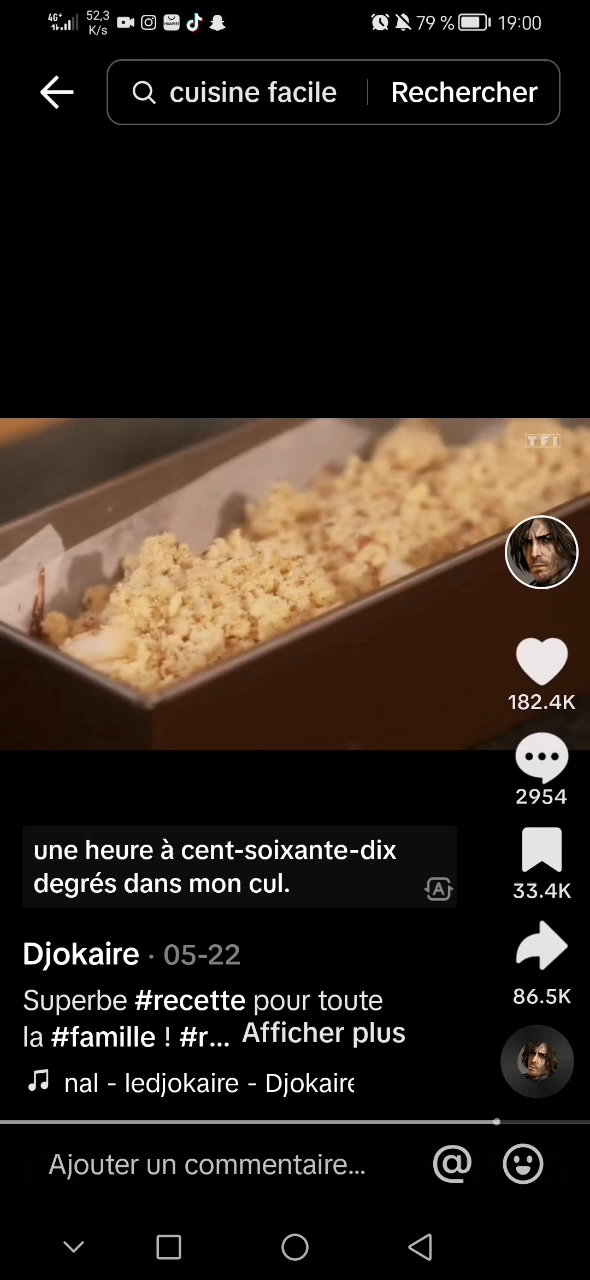 4G+ 52,3 K/s 79 % 19:00
cuisine facile Rechercher
TF1
182.4K
2954
une heure à cent-soixante-dix
degrés dans mon cul.
33.4K
Djokaire · 05-22
Superbe #recette pour toute
86.5K
la #famille ! #r... Afficher plus
nal - ledjokaire - Djokaire
Ajouter un commentaire...